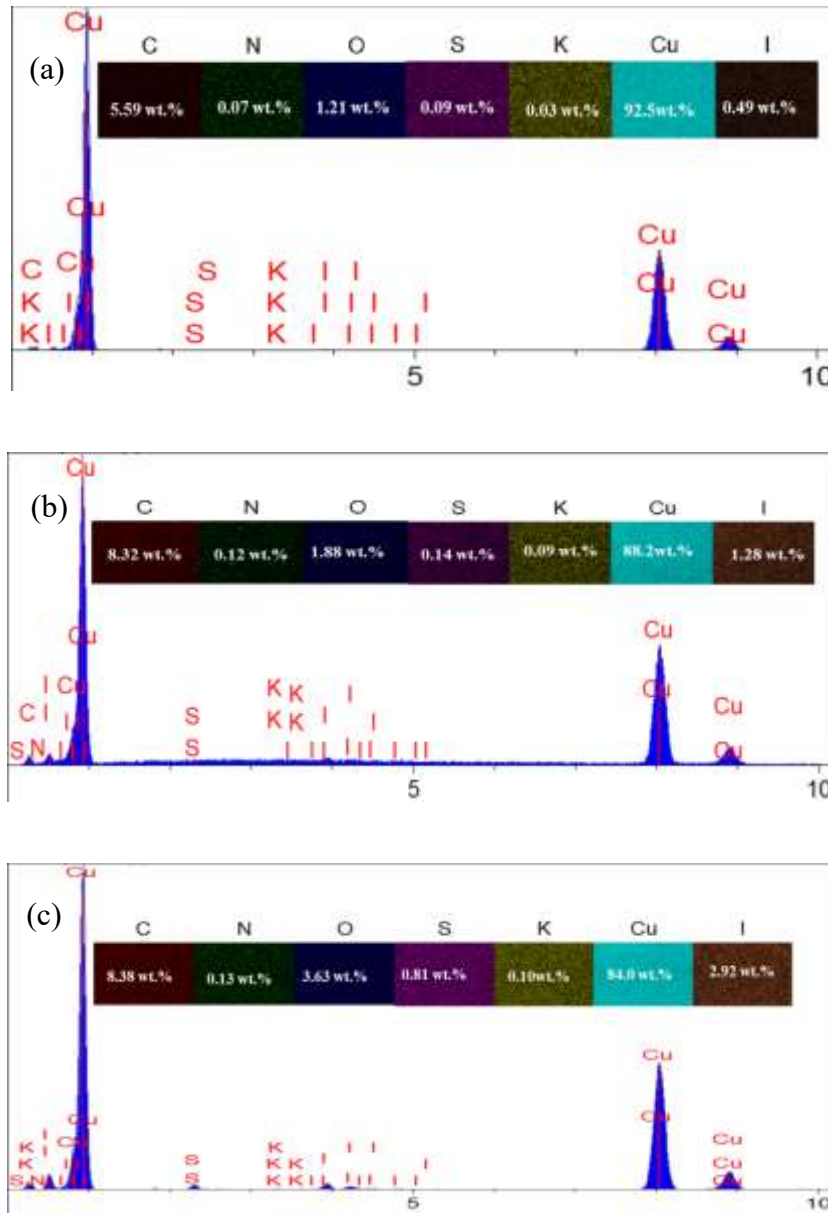 Cu
C N O S K Cu I
(a)
5.59 wt.% 0.07 wt.% 1.21 wt.% 0.09 wt.% 0.03 wt.% 92.5wt.% 0.49 wt.%
Cu
Cu
Cu
C Cu S K I I
Cu
K I I S K I I I I
Cu
K I I I I S K I I I I I Cu
5 10
Cu
(b)
C N O S K Cu I
8.32 wt.% 0.12 wt.% 1.88 wt.% 0.14 wt.% 0.09 wt.% 88.2wt.% 1.28 wt.%
Cu Cu
I Cu K K I Cu
C I S K K I Cu
I I
S N I I I S I I I I I I I I I Cu
5 10
Cu
(c)
C N O S K Cu I
8.38 wt.% 0.13 wt.% 3.63 wt.% 0.81 wt.% 0.10wt.% 84.0 wt.% 2.92 wt.%
Cu
Cu Cu
I Cu Cu
K I K I I
K I I S K K I I Cu
S N I I I S K K I I I I I I I Cu
5 10